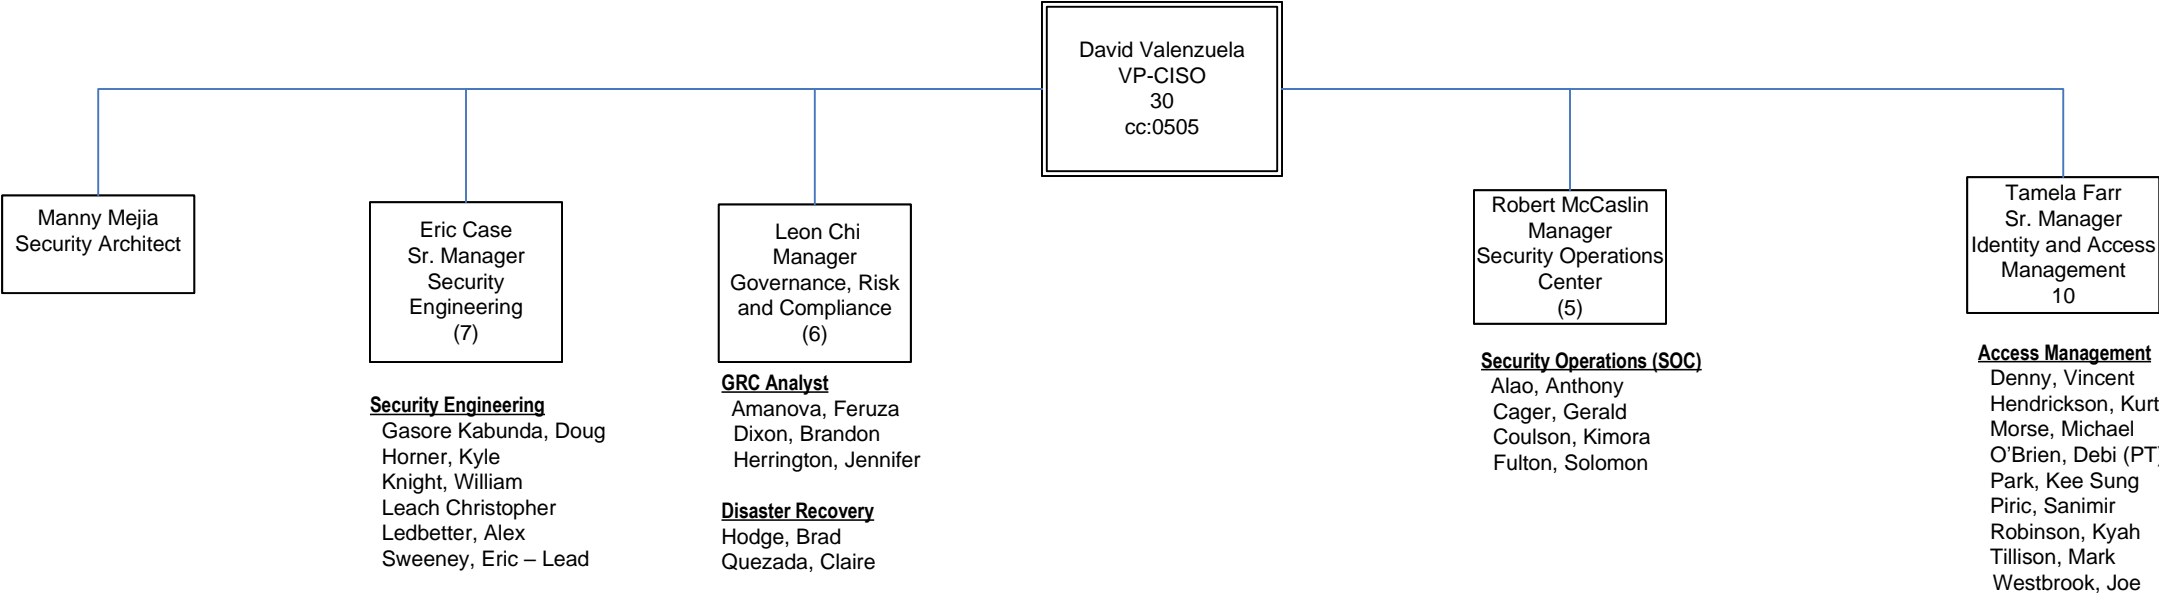 David Valenzuela
VP-CISO
30
cc:0505
Manny Mejia
Security Architect
Eric Case
Sr. Manager
Security
Engineering
(7)
Security Engineering
Gasore Kabunda, Doug
Horner, Kyle
Knight, William
Leach Christopher
Ledbetter, Alex
Sweeney, Eric – Lead
Leon Chi
Manager
Governance, Risk
and Compliance
(6)
GRC Analyst
Amanova, Feruza
Dixon, Brandon
Herrington, Jennifer
Disaster Recovery
Hodge, Brad
Quezada, Claire
Robert McCaslin
Manager
Security Operations
Center
(5)
Security Operations (SOC)
Alao, Anthony
Cager, Gerald
Coulson, Kimora
Fulton, Solomon
Tamela Farr
Sr. Manager
Identity and Access
Management
10
Access Management
Denny, Vincent
Hendrickson, Kurt
Morse, Michael
O’Brien, Debi (PT)
Park, Kee Sung
Piric, Sanimir
Robinson, Kyah
Tillison, Mark
Westbrook, Joe